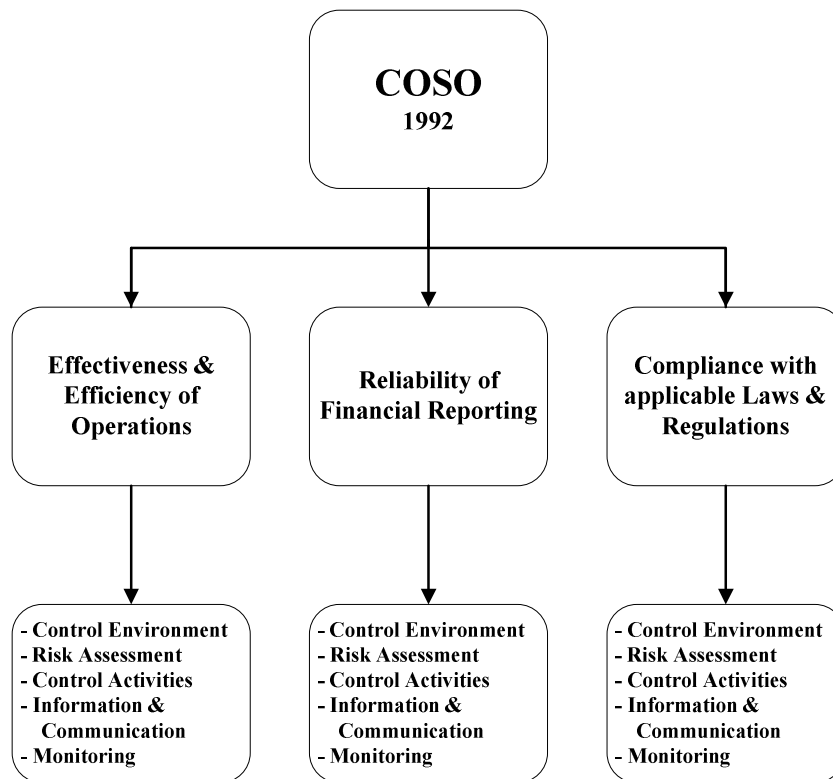 COSO
1992
Effectiveness &
Efficiency of
Operations
Reliability of
Financial Reporting
Compliance with
applicable Laws &
Regulations
- Control Environment
- Risk Assessment
- Control Activities
- Information &
Communication
- Monitoring
- Control Environment
- Risk Assessment
- Control Activities
- Information &
Communication
- Monitoring
- Control Environment
- Risk Assessment
- Control Activities
- Information &
Communication
- Monitoring